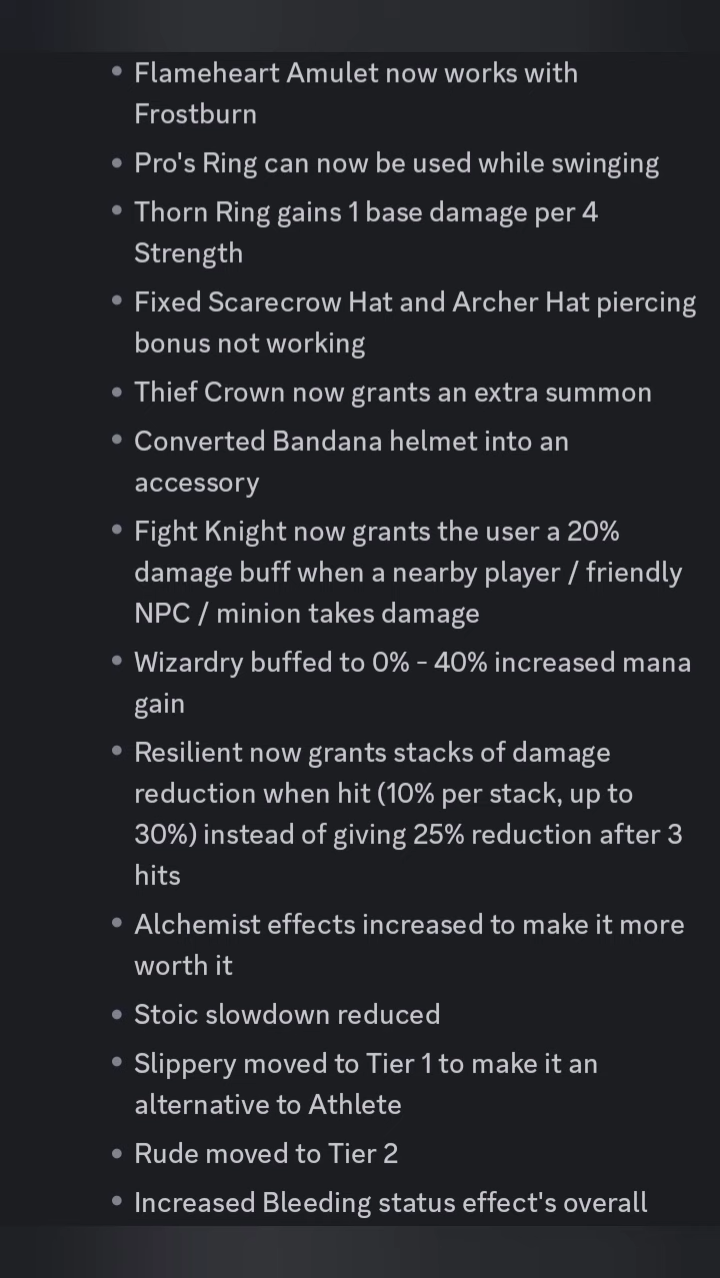 • Flameheart Amulet now works with
Frostburn
• Pro's Ring can now be used while swinging
• Thorn Ring gains 1 base damage per 4
Strength
• Fixed Scarecrow Hat and Archer Hat piercing
bonus not working
• Thief Crown now grants an extra summon
• Converted Bandana helmet into an
accessory
• Fight Knight now grants the user a 20%
damage buff when a nearby player / friendly
NPC / minion takes damage
• Wizardry buffed to 0% - 40% increased mana
gain
• Resilient now grants stacks of damage
reduction when hit (10% per stack, up to
30%) instead of giving 25% reduction after 3
hits
• Alchemist effects increased to make it more
worth it
• Stoic slowdown reduced
• Slippery moved to Tier 1 to make it an
alternative to Athlete
• Rude moved to Tier 2
• Increased Bleeding status effect's overall